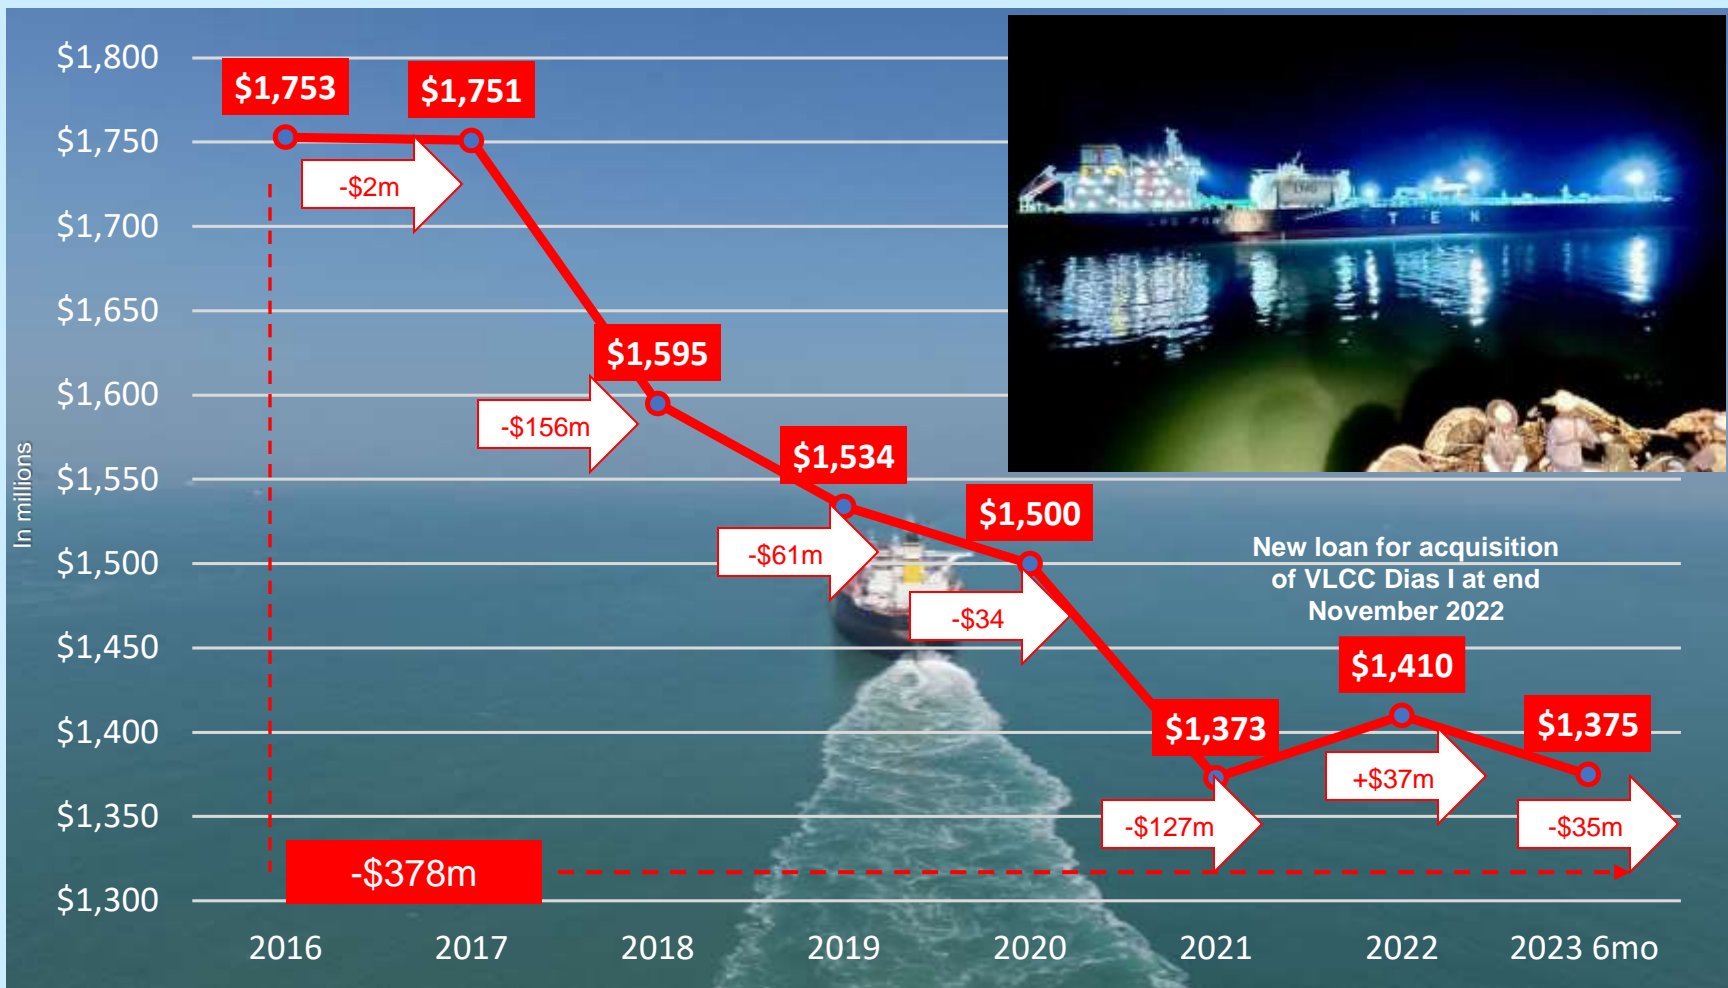 $1,800
$1,750
$1,700
$1,650
$1,600
$1,550
$1,500
$1,450
$1,400
$1,350
$1,300
In millions
$1,753
$1,751
$1,595
$1,534
$1,500
$1,373
$1,410
$1,375
-$2m
-$156m
-$61m
-$34
-$127m
+$37m
-$35m
New loan for acquisition
of VLCC Dias I at end
November 2022
-$378m
2016
2017
2018
2019
2020
2021
2022
2023 6mo
LNG
T E N